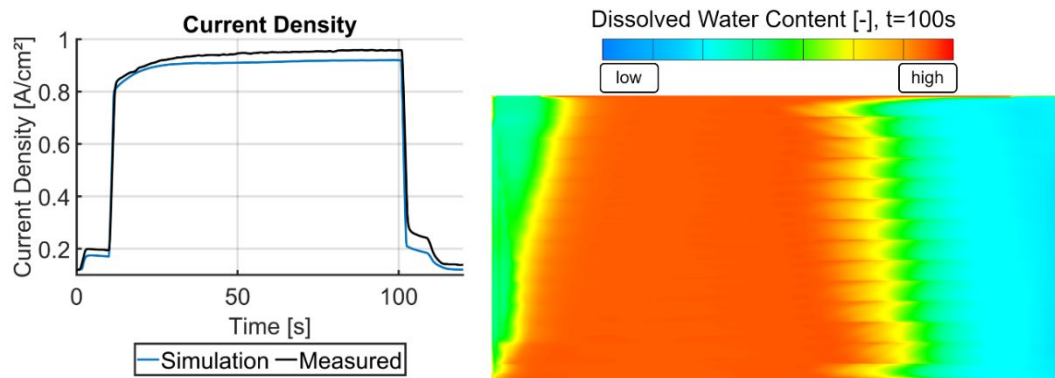 Current Density
Current Density [A/cm²]
1
0.8
0.6
0.4
0.2
0
50
100
Time [s]
Simulation
Measured
Dissolved Water Content [-], t=100s
low
high